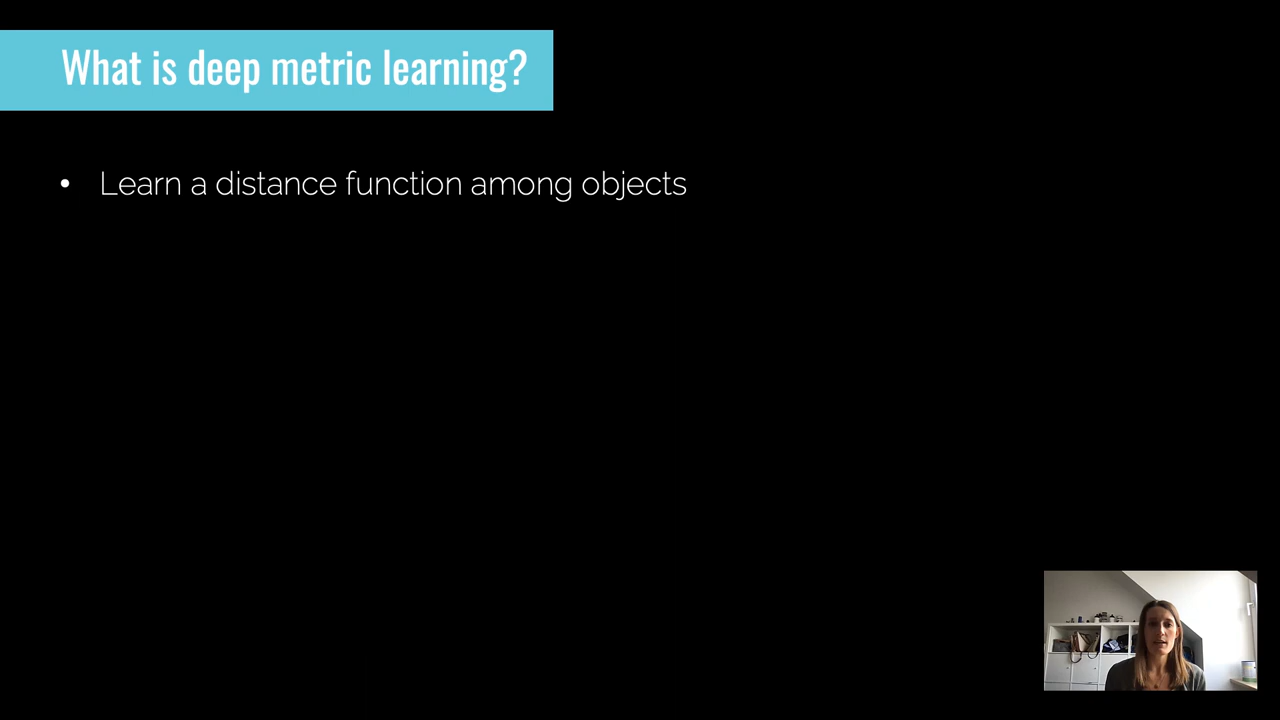 What is deep metric learning?
• Learn a distance function among objects